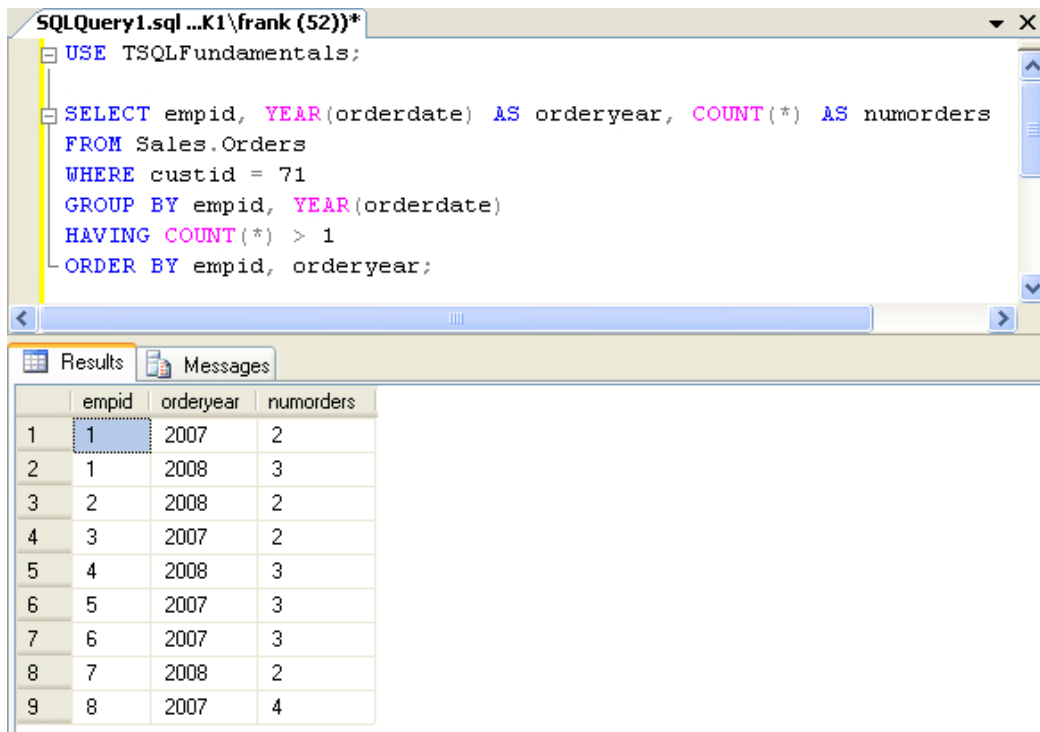 SQLQuery1.sql ...K1\frank (52))*
USE TSQLFundamentals;
SELECT empid, YEAR(orderdate) AS orderyear, COUNT(*) AS numorders
FROM Sales.Orders
WHERE custid = 71
GROUP BY empid, YEAR(orderdate)
HAVING COUNT(*) > 1
ORDER BY empid, orderyear;
Results Messages
empid orderyear numorders
1 1 2007 2
2 1 2008 3
3 2 2008 2
4 3 2007 2
5 4 2008 3
6 5 2007 3
7 6 2007 3
8 7 2008 2
9 8 2007 4